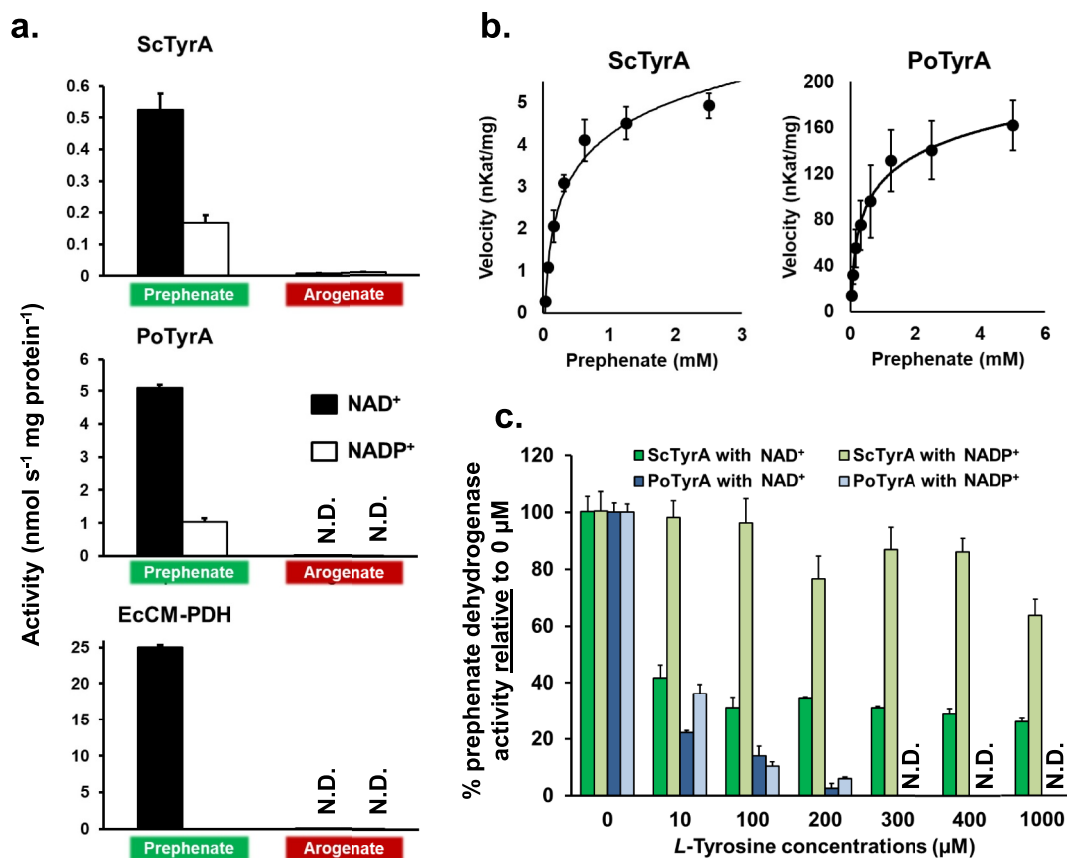 a.
ScTyrA
0.6
0.5
0.4
0.3
0.2
0.1
0
Prephenate
Arogenate
PoTyrA
6
5
4
3
2
1
0
NAD⁺
NADP⁺
N.D.
N.D.
Prephenate
Arogenate
EcCM-PDH
25
20
15
10
5
0
N.D.
N.D.
Prephenate
Arogenate
Activity (nmol s⁻¹ mg protein⁻¹)
b.
ScTyrA
Velocity (nKat/mg)
5
4
3
2
1
0
0
1
2
3
Prephenate (mM)
PoTyrA
Velocity (nKat/mg)
200
160
120
80
40
0
0
2
4
6
Prephenate (mM)
c.
% prephenate dehydrogenase
activity relative to 0 µM
120
100
80
60
40
20
0
ScTyrA with NAD⁺
ScTyrA with NADP⁺
PoTyrA with NAD⁺
PoTyrA with NADP⁺
N.D.
N.D.
N.D.
0
10
100
200
300
400
1000
L-Tyrosine concentrations (µM)